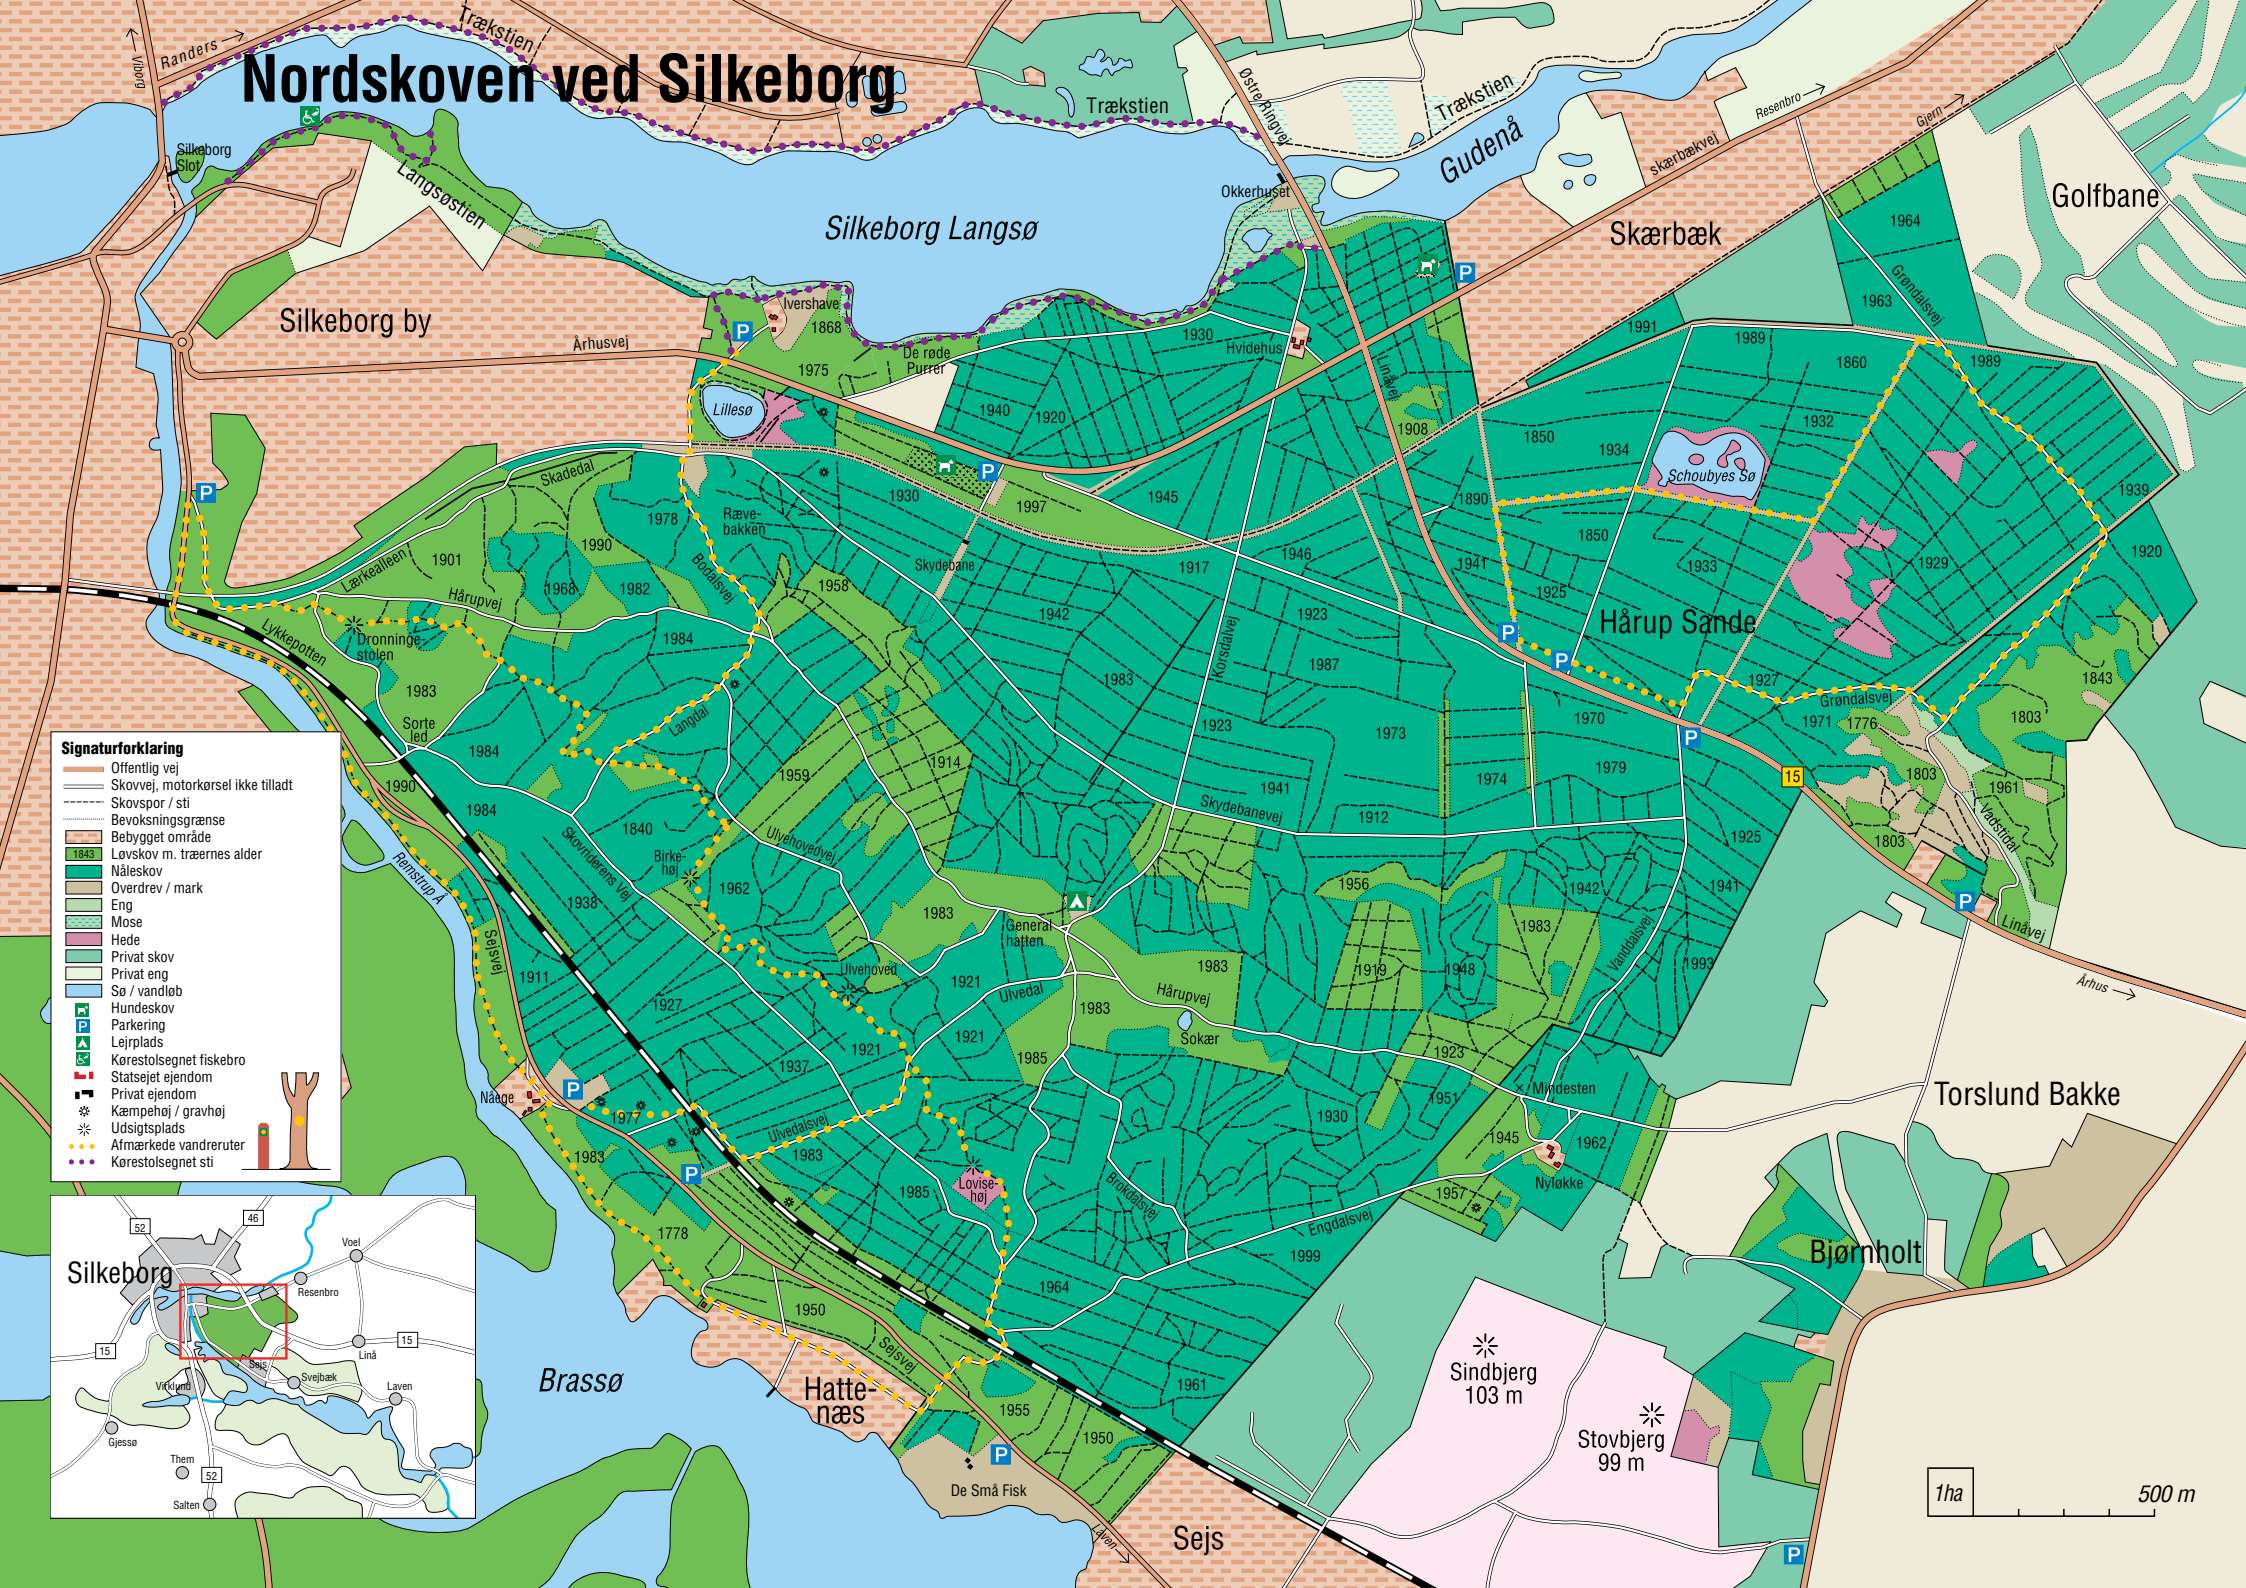 Nordskoven ved Silkeborg
Viborg
Randers
Trækstien
Trækstien
Trækstien
Østre Ringvej
Gudenå
Resenbro
Gjern
skærbækvej
Silkeborg
Slot
Langsøstien
Okkerhuset
Silkeborg Langsø
Skærbæk
Golfbane
1964
1963
Grøndalsvej
Silkeborg by
Århusvej
Ivershave
1868
1975
De røde
Purrer
1930
Hvidehus
Linåvej
1991
1989
1860
1989
Lillesø
1940
1920
1908
1850
1934
1932
Schoubyes Sø
1939
Skadedal
1978
Ræve-
bakken
1930
1997
1945
1890
1850
1920
1901
1990
Lærkealleen
1968
1982
Hårupvej
Bodalsvej
1958
Skydebane
1917
1946
1941
1925
1933
1929
Hårup Sande
Lykkepotten
Dronninge-
stolen
1984
1942
1923
1983
1987
Korsdalvej
1983
Sorte
led
1984
Langdal
1914
1923
1973
1970
1927
Grøndalsvej
1971
1776
1803
1843
1990
1984
1959
1941
1974
1979
15
1803
1961
Skydebanevej
1912
1925
1803
Vadstidal
1840
Birke-
høj
Ulvehovedvej
Skovriderens Vej
1962
1938
1956
1942
1941
1983
General
hatten
1983
Vanddalsvej
1993
Linåvej
Århus
Remstrup Å
Sejsvej
1911
Ulvehoved
1921
Ulvedal
1983
1919
1948
Hårupvej
1983
1927
1921
1921
1985
Sokær
1923
1937
1951
Mindesten
1930
Torslund Bakke
Nåege
1977
Ulvedalsvej
1983
1983
1945
1962
1985
Lovise-
høj
Brokdalsvej
1957
Nyløkke
Engdalsvej
1778
1999
1964
Bjørnholt
1950
Sejsvej
Brassø
Hatte-
næs
1961
1955
1950
Sindbjerg
103 m
Stovbjerg
99 m
De Små Fisk
Laven
Sejs
1ha
500 m
Signaturforklaring
Offentlig vej
Skovvej, motorkørsel ikke tilladt
Skovspor / sti
Bevoksningsgrænse
Bebygget område
1843 Løvskov m. træernes alder
Nåleskov
Overdrev / mark
Eng
Mose
Hede
Privat skov
Privat eng
Sø / vandløb
Hundeskov
P Parkering
Lejrplads
Kørestolsegnet fiskebro
Statsejet ejendom
Privat ejendom
Kæmpehøj / gravhøj
Udsigtsplads
Afmærkede vandreruter
Kørestolsegnet sti
52
46
Voel
Silkeborg
Resenbro
15
15
Linå
Sejs
Svejbæk
Virklund
Laven
Gjessø
Them
52
Salten